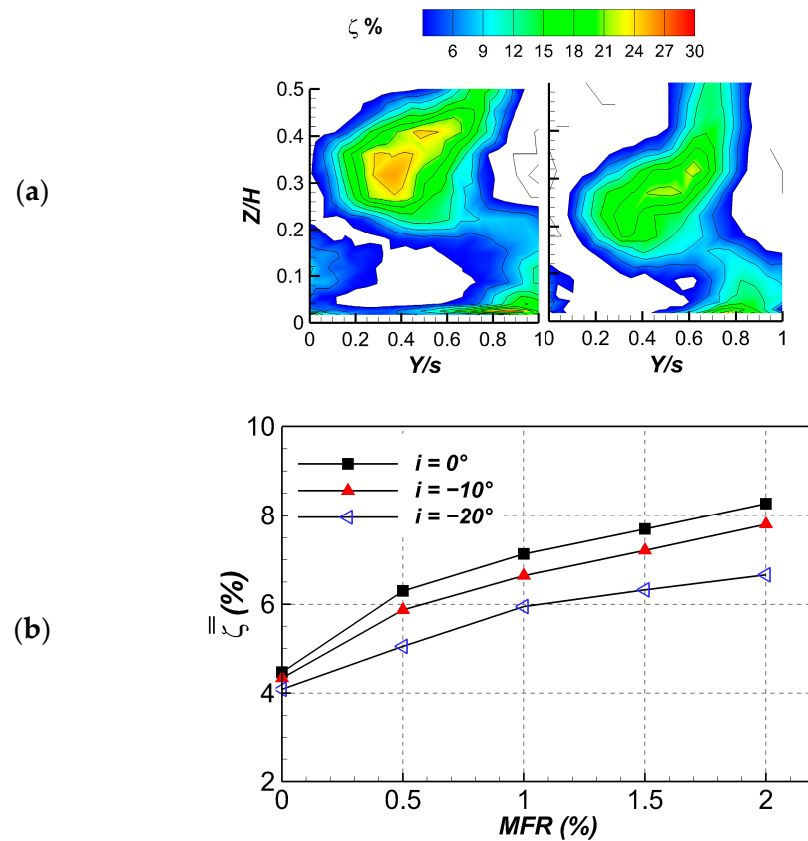 ζ %
6 9 12 15 18 21 24 27 30
(a)
Z/H
0.5
0.4
0.3
0.2
0.1
0
0 0.2 0.4 0.6 0.8 1 0 0.2 0.4 0.6 0.8 1
Y/s Y/s
(b)
ζ̿ (%)
10
8
6
4
2
i = 0°
i = −10°
i = −20°
0 0.5 1 1.5 2
MFR (%)